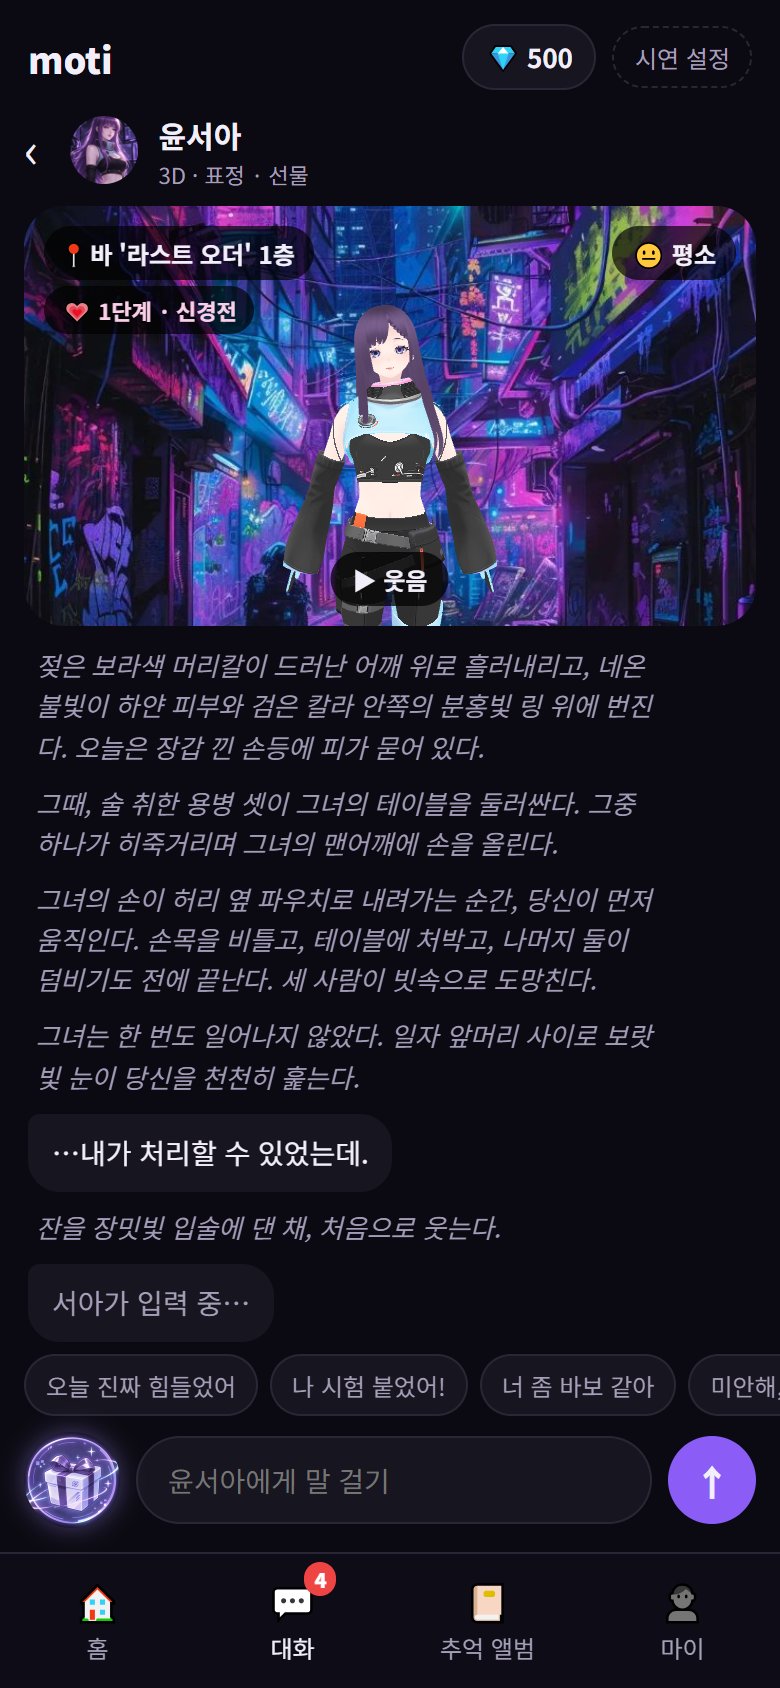 moti
500
시연 설정
윤서아
3D · 표정 · 선물
바 '라스트 오더' 1층
평소
1단계 · 신경전
웃음
젖은 보라색 머리칼이 드러난 어깨 위로 흘러내리고, 네온
불빛이 하얀 피부와 검은 칼라 안쪽의 분홍빛 링 위에 번진
다. 오늘은 장갑 낀 손등에 피가 묻어 있다.
그때, 술 취한 용병 셋이 그녀의 테이블을 둘러싼다. 그중
하나가 히죽거리며 그녀의 맨어깨에 손을 올린다.
그녀의 손이 허리 옆 파우치로 내려가는 순간, 당신이 먼저
움직인다. 손목을 비틀고, 테이블에 처박고, 나머지 둘이
덤비기도 전에 끝난다. 세 사람이 빗속으로 도망친다.
그녀는 한 번도 일어나지 않았다. 일자 앞머리 사이로 보랏
빛 눈이 당신을 천천히 훑는다.
…내가 처리할 수 있었는데.
잔을 장밋빛 입술에 댄 채, 처음으로 웃는다.
서아가 입력 중…
오늘 진짜 힘들었어
나 시험 붙었어!
너 좀 바보 같아
미안해,
윤서아에게 말 걸기
4
홈
대화
추억 앨범
마이